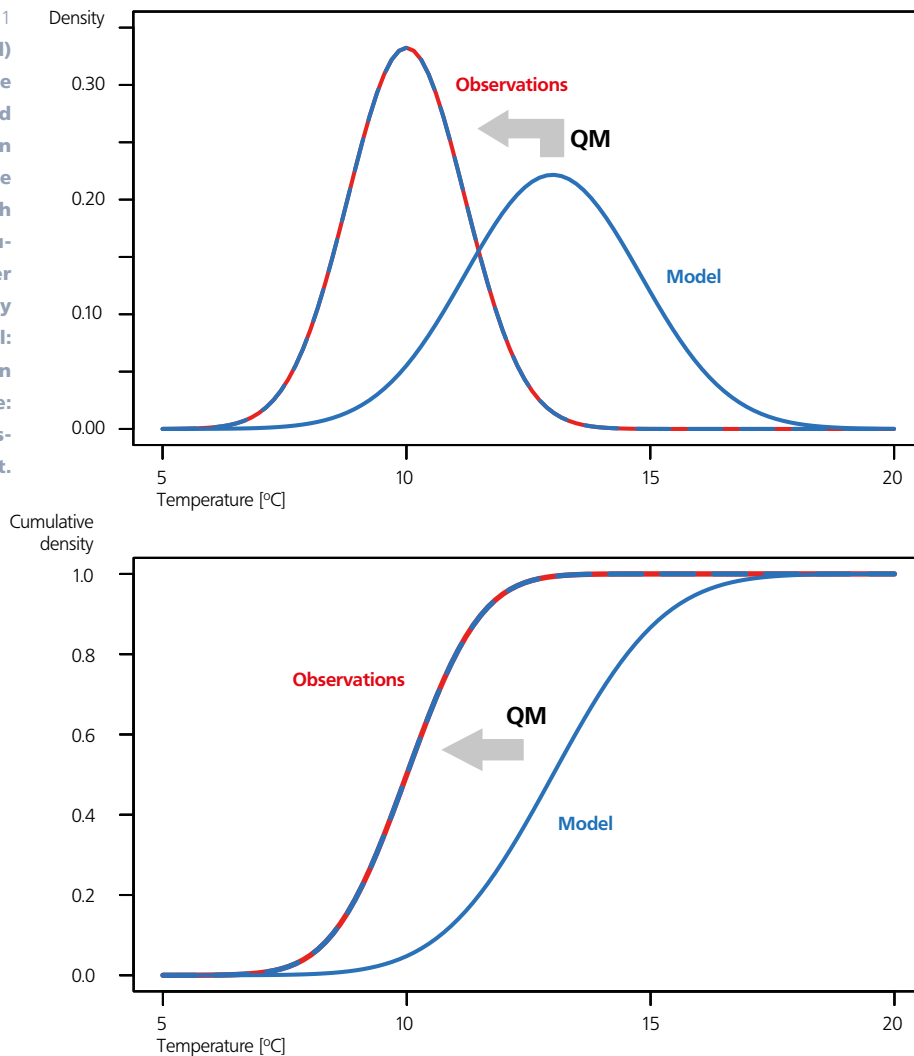 1
l)
e
d
n
e
h
u-
er
y
l:
n
e:
s-
t.
Density
0.30
0.20
0.10
0.00
Observations
QM
Model
5
10
15
20
Temperature [°C]
Cumulative
density
1.0
0.8
0.6
0.4
0.2
0.0
Observations
QM
Model
5
10
15
20
Temperature [°C]